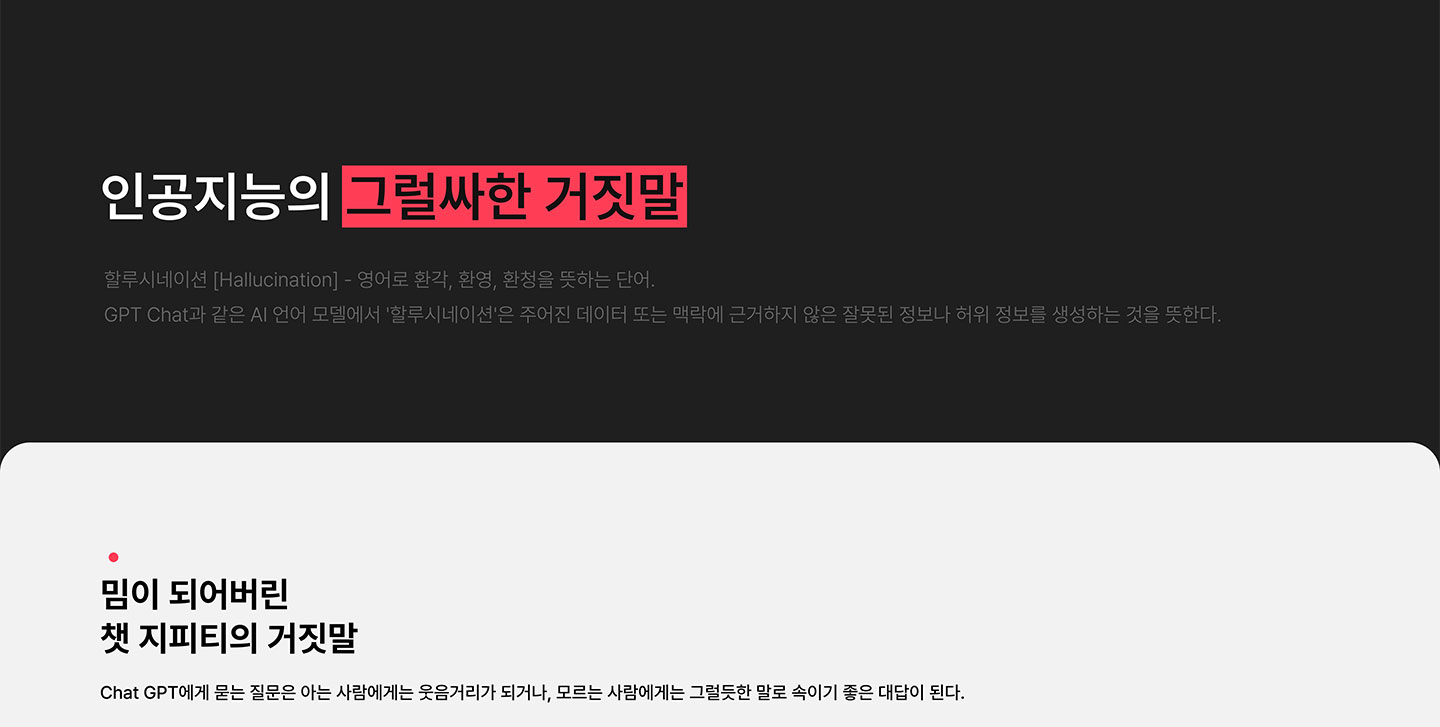 인공지능의 그럴싸한 거짓말
할루시네이션 [Hallucination] - 영어로 환각, 환영, 환청을 뜻하는 단어.
GPT Chat과 같은 AI 언어 모델에서 '할루시네이션'은 주어진 데이터 또는 맥락에 근거하지 않은 잘못된 정보나 허위 정보를 생성하는 것을 뜻한다.
밈이 되어버린
챗 지피티의 거짓말
Chat GPT에게 묻는 질문은 아는 사람에게는 웃음거리가 되거나, 모르는 사람에게는 그럴듯한 말로 속이기 좋은 대답이 된다.